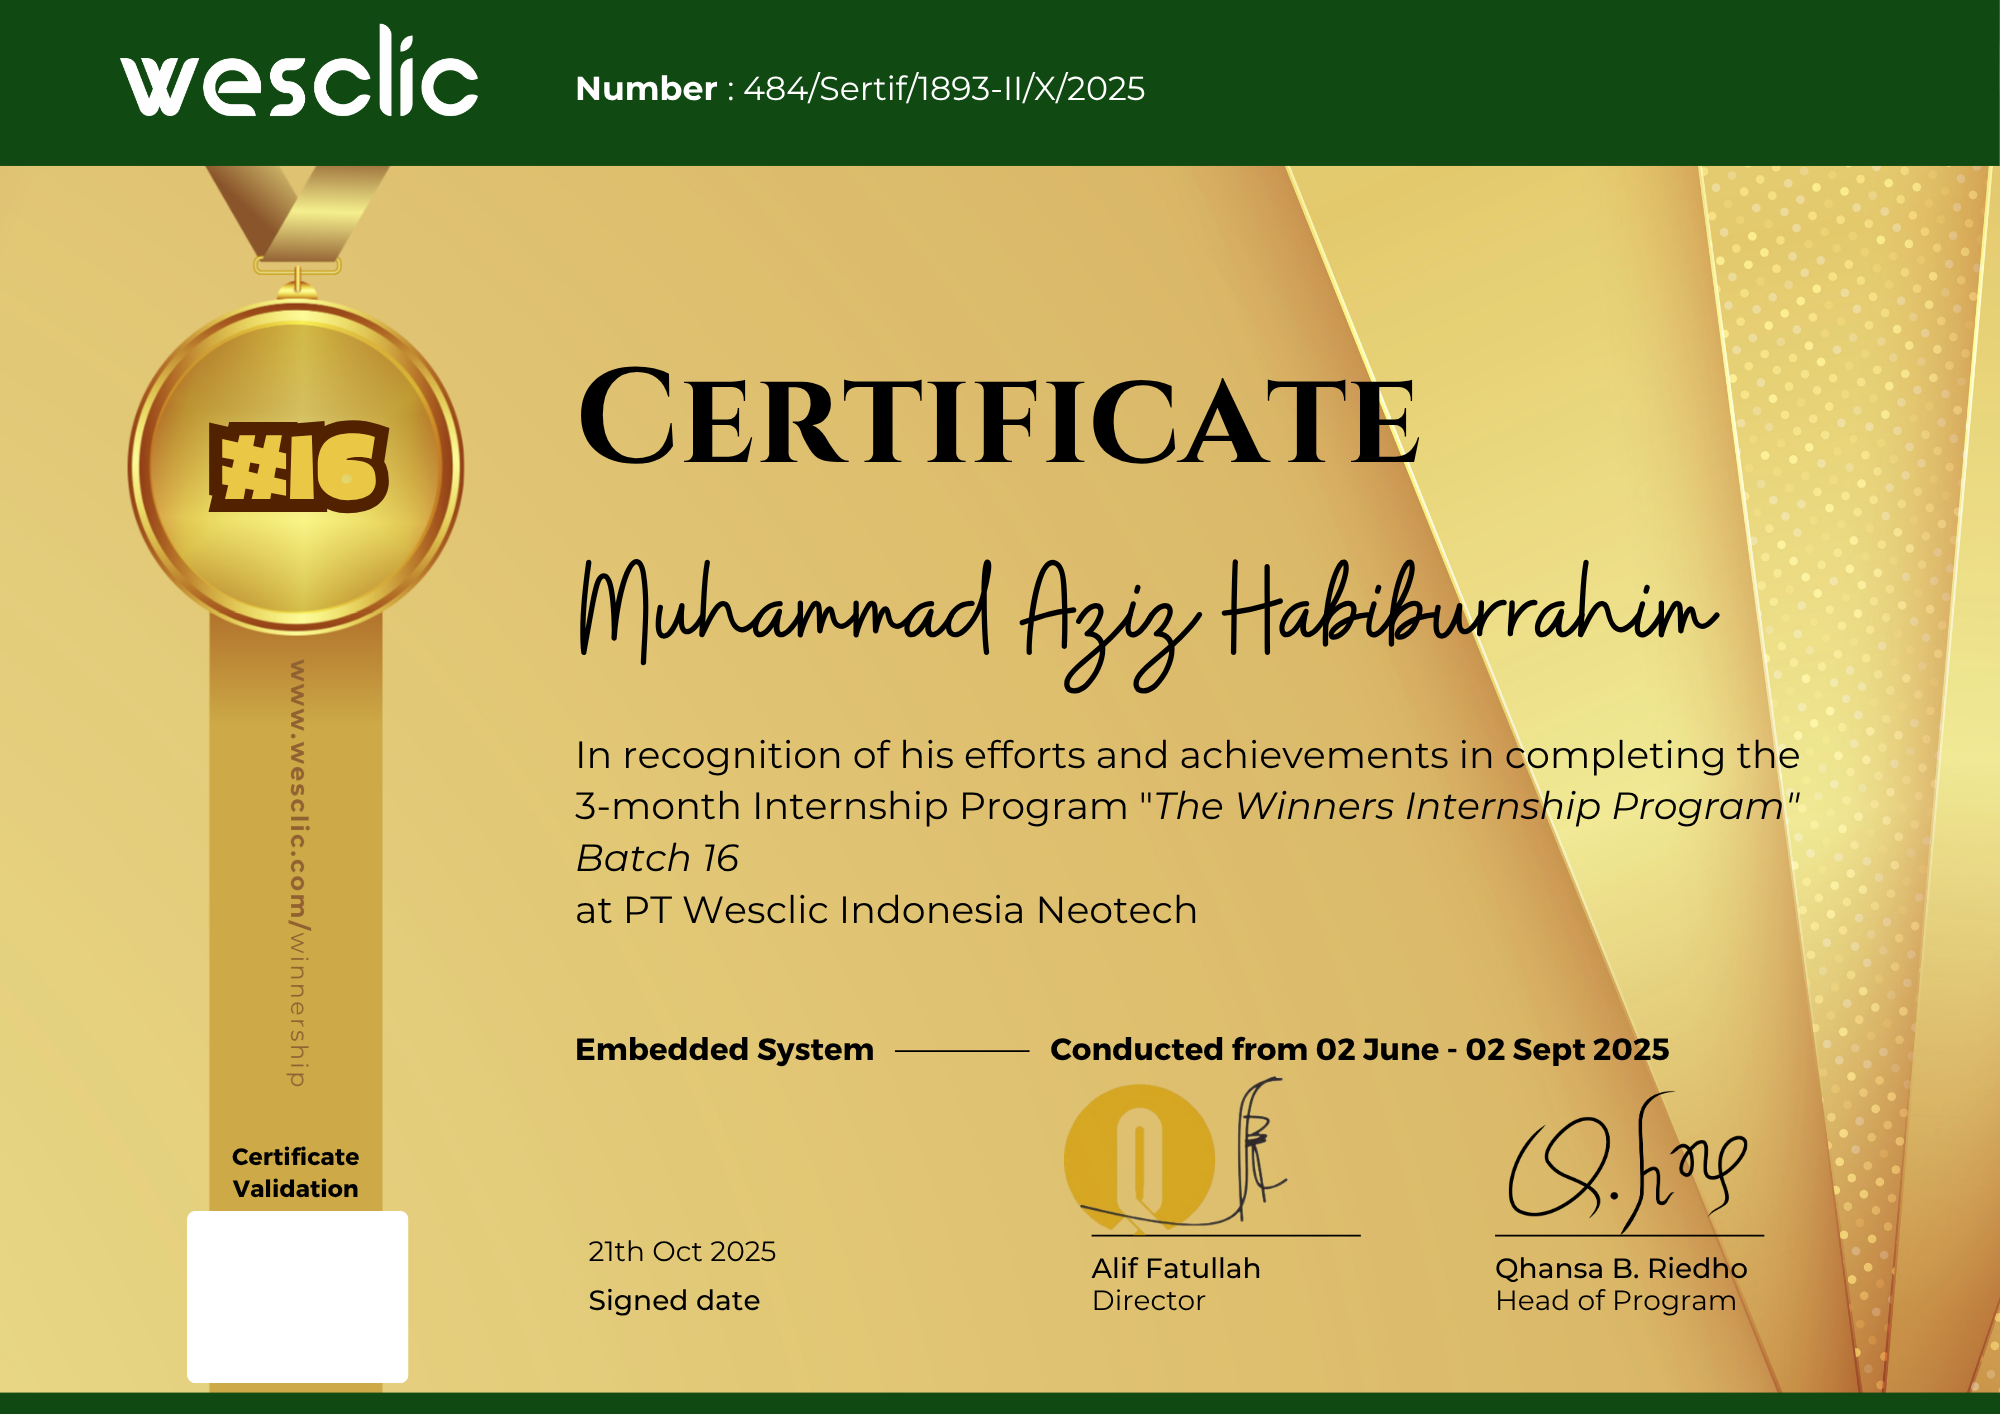 wesclic
Number : 484/Sertif/1893-II/X/2025
#16
CERTIFICATE
Muhammad Aziz Habiburrahim
In recognition of his efforts and achievements in completing the
3-month Internship Program "The Winners Internship Program"
Batch 16
at PT Wesclic Indonesia Neotech
www.wesclic.com/winnership
Embedded System
Conducted from 02 June - 02 Sept 2025
Certificate
Validation
21th Oct 2025
Signed date
Alif Fatullah
Director
Qhansa B. Riedho
Head of Program